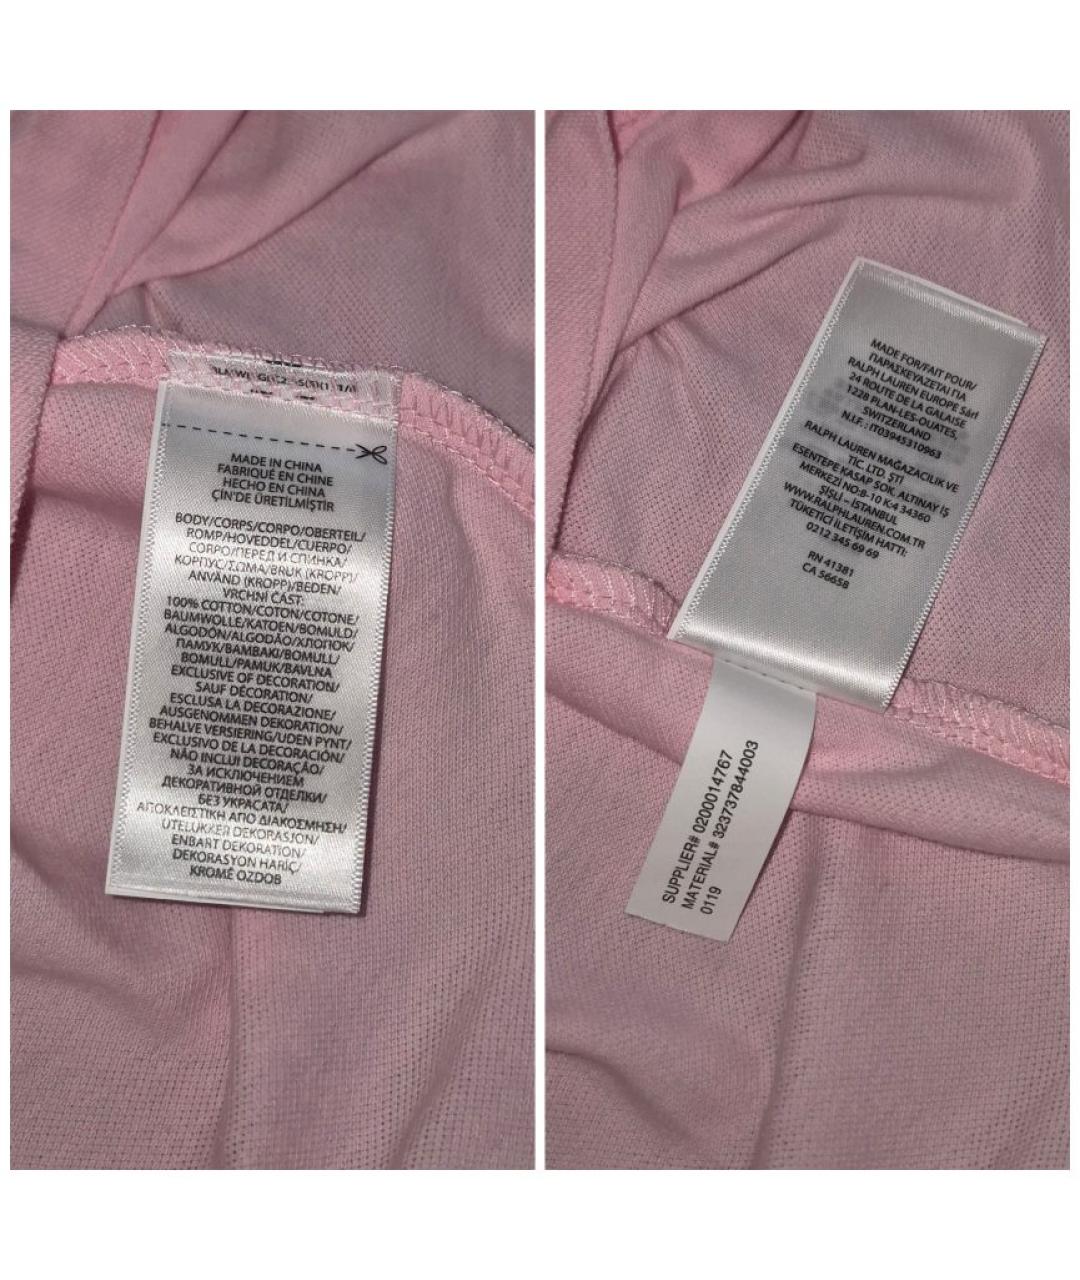 MADE IN CHINA
FABRIQUÉ EN CHINE
HECHO EN CHINA
ÇİN'DE ÜRETİLMİŞTİR
BODY/CORPS/CORPO/OBERTEIL/
ROMP/HOVEDDEL/CUERPO/
CORPO/ПЕРЕД И СПИНКА/
КОРПУС/ΣΩΜΑ/BRUK (KROPP)/
ANVÄND (KROPP)/BEDEN/
VRCHNÍ ČÁST:
100% COTTON/COTON/COTONE/
BAUMWOLLE/KATOEN/BOMULD/
ALGODÓN/ALGODÃO/ХЛОПОК/
ПАМУК/ΒΑΜΒΑΚΙ/BOMULL/
BOMULL/PAMUK/BAVLNA
EXCLUSIVE OF DECORATION/
SAUF DÉCORATION/
ESCLUSA LA DECORAZIONE/
AUSGENOMMEN DEKORATION/
BEHALVE VERSIERING/UDEN PYNT/
EXCLUSIVO DE LA DECORACIÓN/
NÃO INCLUI DECORAÇÃO/
ЗА ИСКЛЮЧЕНИЕМ
ДЕКОРАТИВНОЙ ОТДЕЛКИ/
БЕЗ УКРАСАТА/
ΑΠΟΚΛΕΙΣΤΙΚΗ ΑΠΟ ΔΙΑΚΟΣΜΗΣΗ/
UTELUKKER DEKORASJON/
ENBART DEKORATION/
DEKORASYON HARİÇ/
KROMĚ OZDOB
MADE FOR/FAIT POUR/
ΠΑΡΑΣΚΕΥΑΖΕΤΑΙ ΓΙΑ
RALPH LAUREN EUROPE Sàrl
24 ROUTE DE LA GALAISE
1228 PLAN-LES-OUATES,
SWITZERLAND
N.I.F. : IT03945310963
RALPH LAUREN MAĞAZACILIK VE
TİC. LTD. ŞTİ
ESENTEPE KASAP SOK. ALTINAY İŞ
MERKEZİ NO:8-10 K:4 34360
ŞİŞLİ – İSTANBUL
WWW.RALPHLAUREN.COM.TR
TÜKETİCİ İLETİŞİM HATTI:
0212 345 69 69
RN 41381
CA 56658
SUPPLIER# 0200014767
MATERIAL# 323737844003
0119